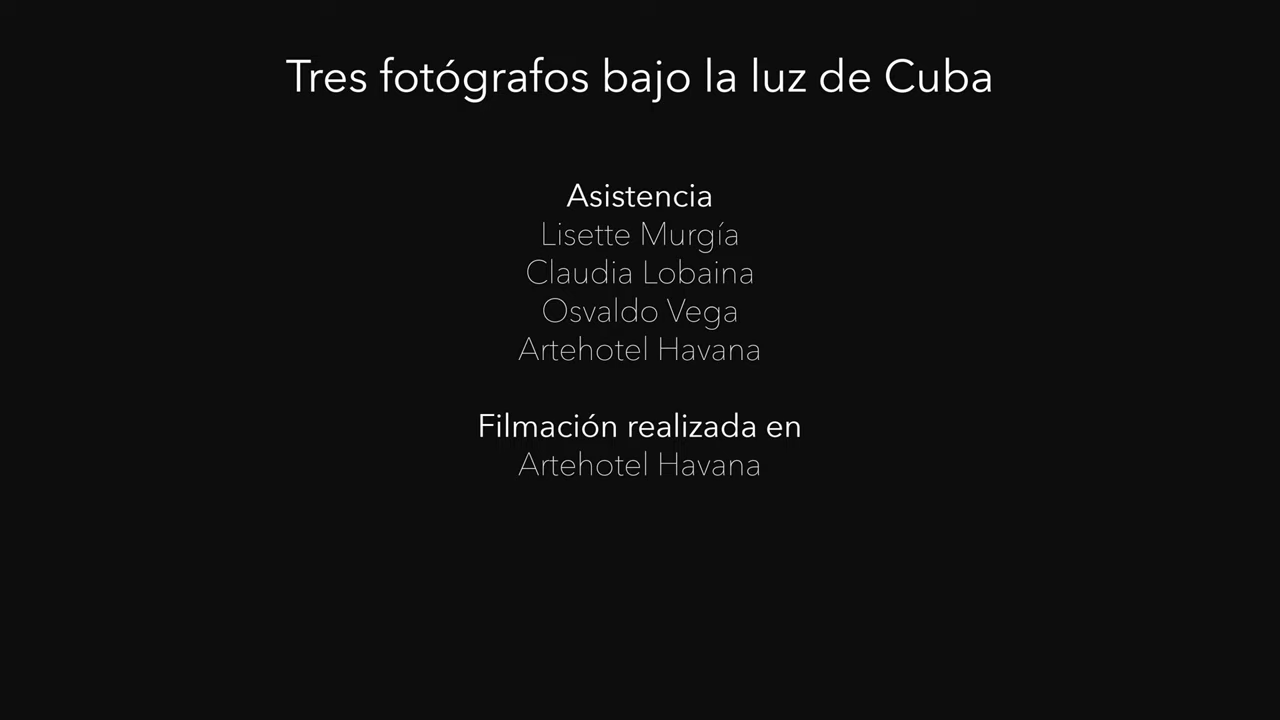 Tres fotógrafos bajo la luz de Cuba
Asistencia
Lisette Murgía
Claudia Lobaina
Osvaldo Vega
Artehotel Havana
Filmación realizada en
Artehotel Havana